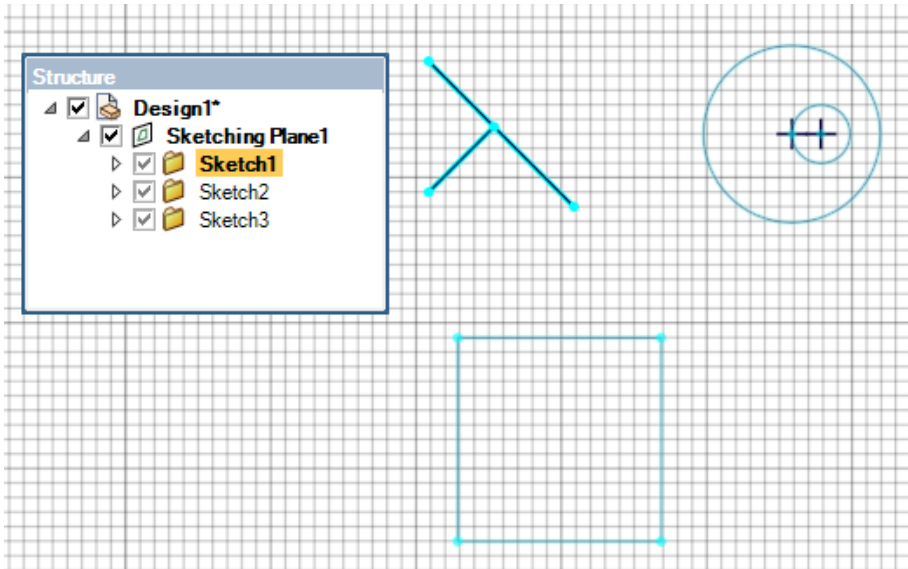 Structure
Design1*
Sketching Plane1
Sketch1
Sketch2
Sketch3